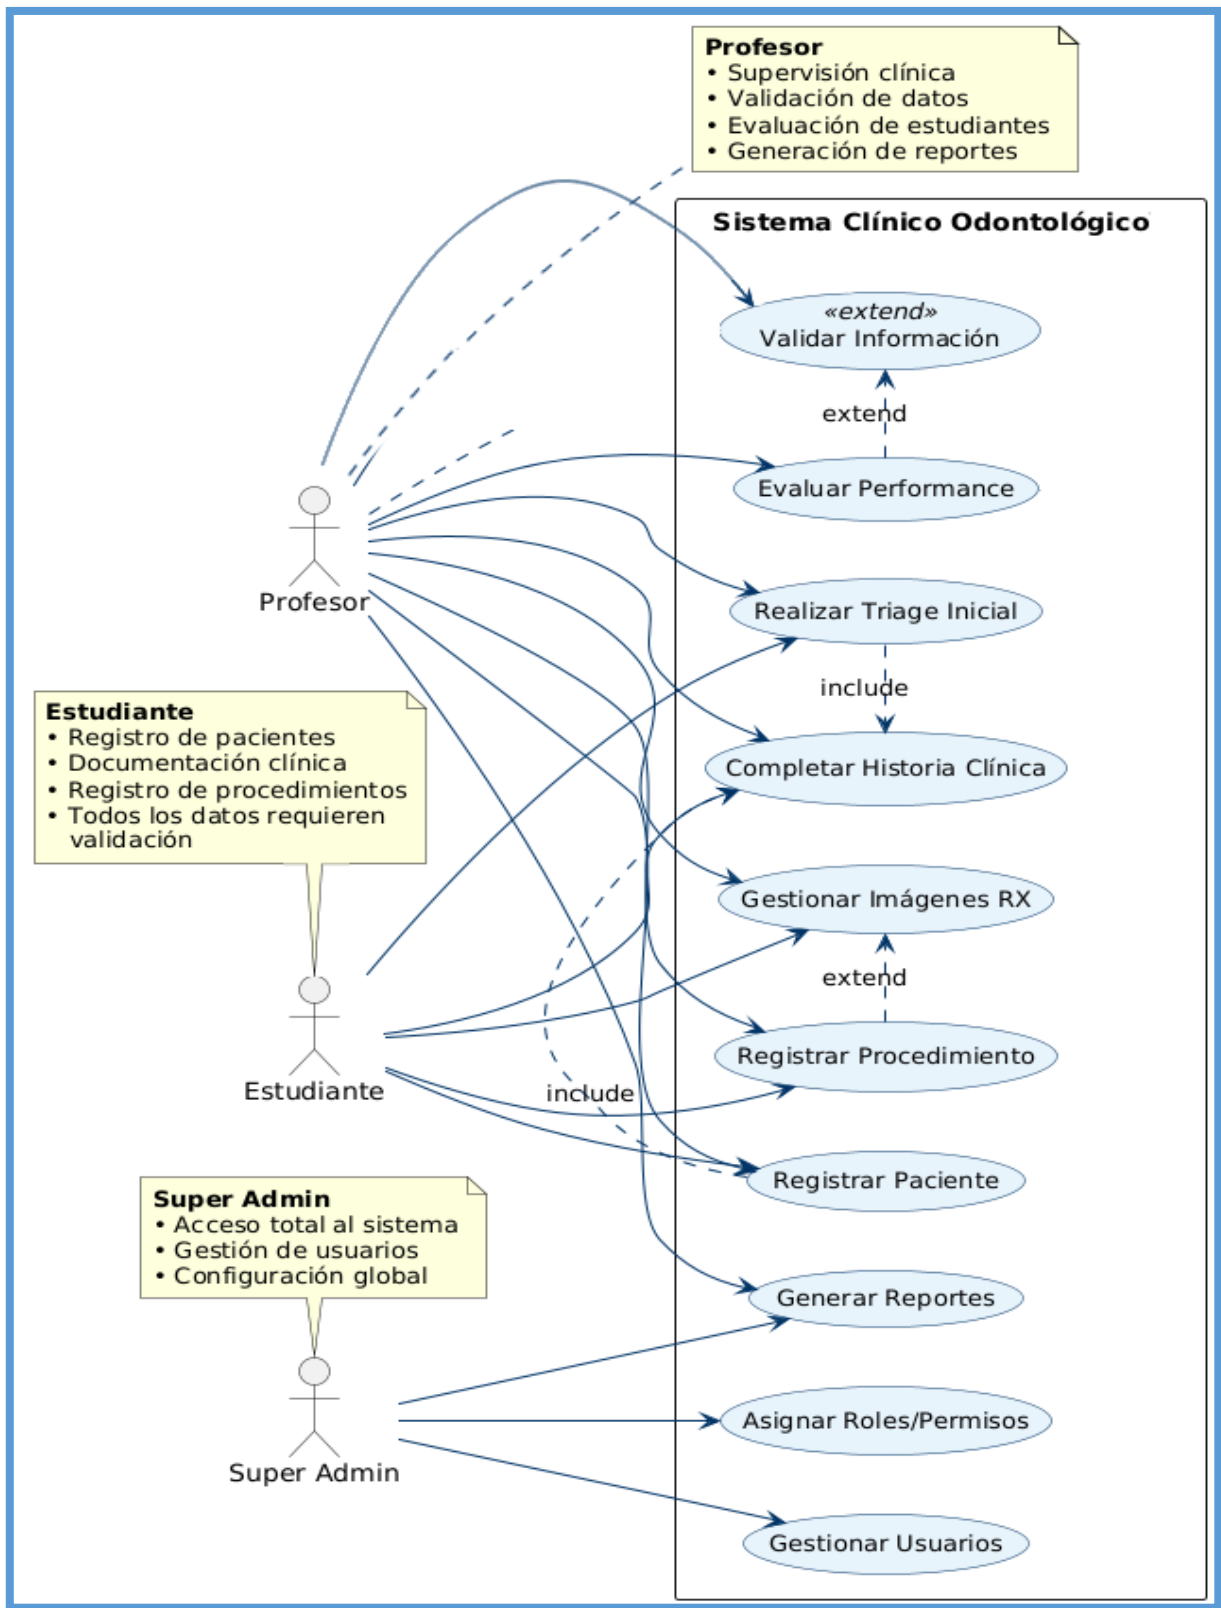 Profesor
• Supervisión clínica
• Validación de datos
• Evaluación de estudiantes
• Generación de reportes
Sistema Clínico Odontológico
«extend»
Validar Información
extend
Evaluar Performance
Profesor
Realizar Triage Inicial
include
Estudiante
• Registro de pacientes
• Documentación clínica
• Registro de procedimientos
• Todos los datos requieren
validación
Completar Historia Clínica
Gestionar Imágenes RX
extend
Registrar Procedimiento
Estudiante
include
Registrar Paciente
Super Admin
• Acceso total al sistema
• Gestión de usuarios
• Configuración global
Generar Reportes
Asignar Roles/Permisos
Super Admin
Gestionar Usuarios